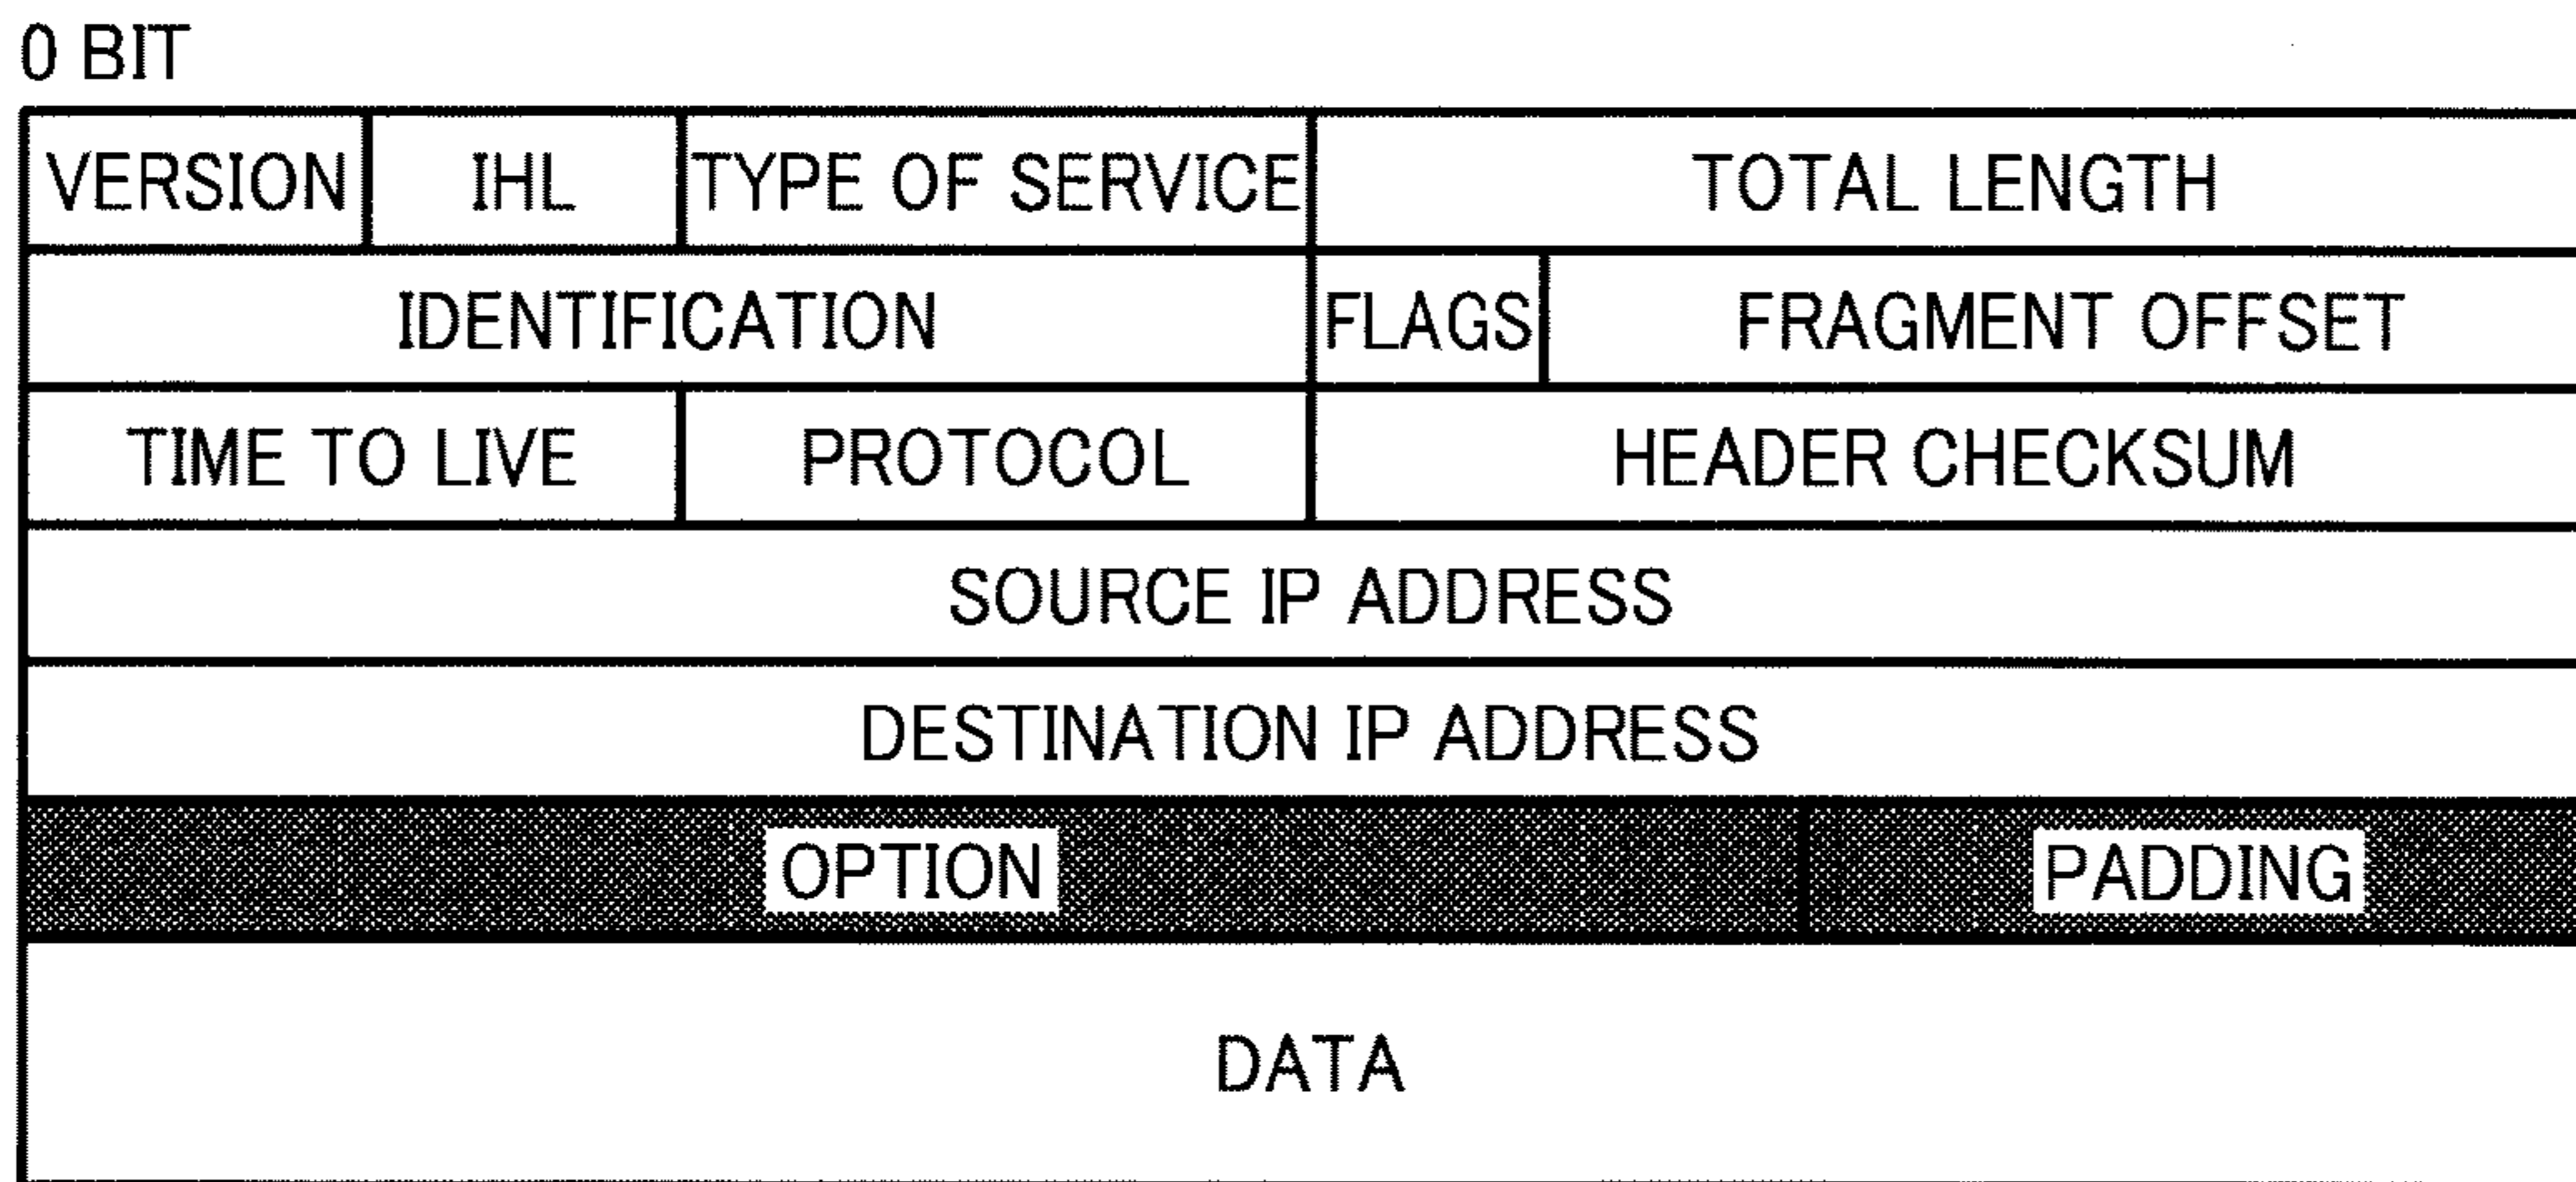 0 BIT
VERSION IHL TYPE OF SERVICE TOTAL LENGTH
IDENTIFICATION FLAGS FRAGMENT OFFSET
TIME TO LIVE PROTOCOL HEADER CHECKSUM
SOURCE IP ADDRESS
DESTINATION IP ADDRESS
OPTION PADDING
DATA